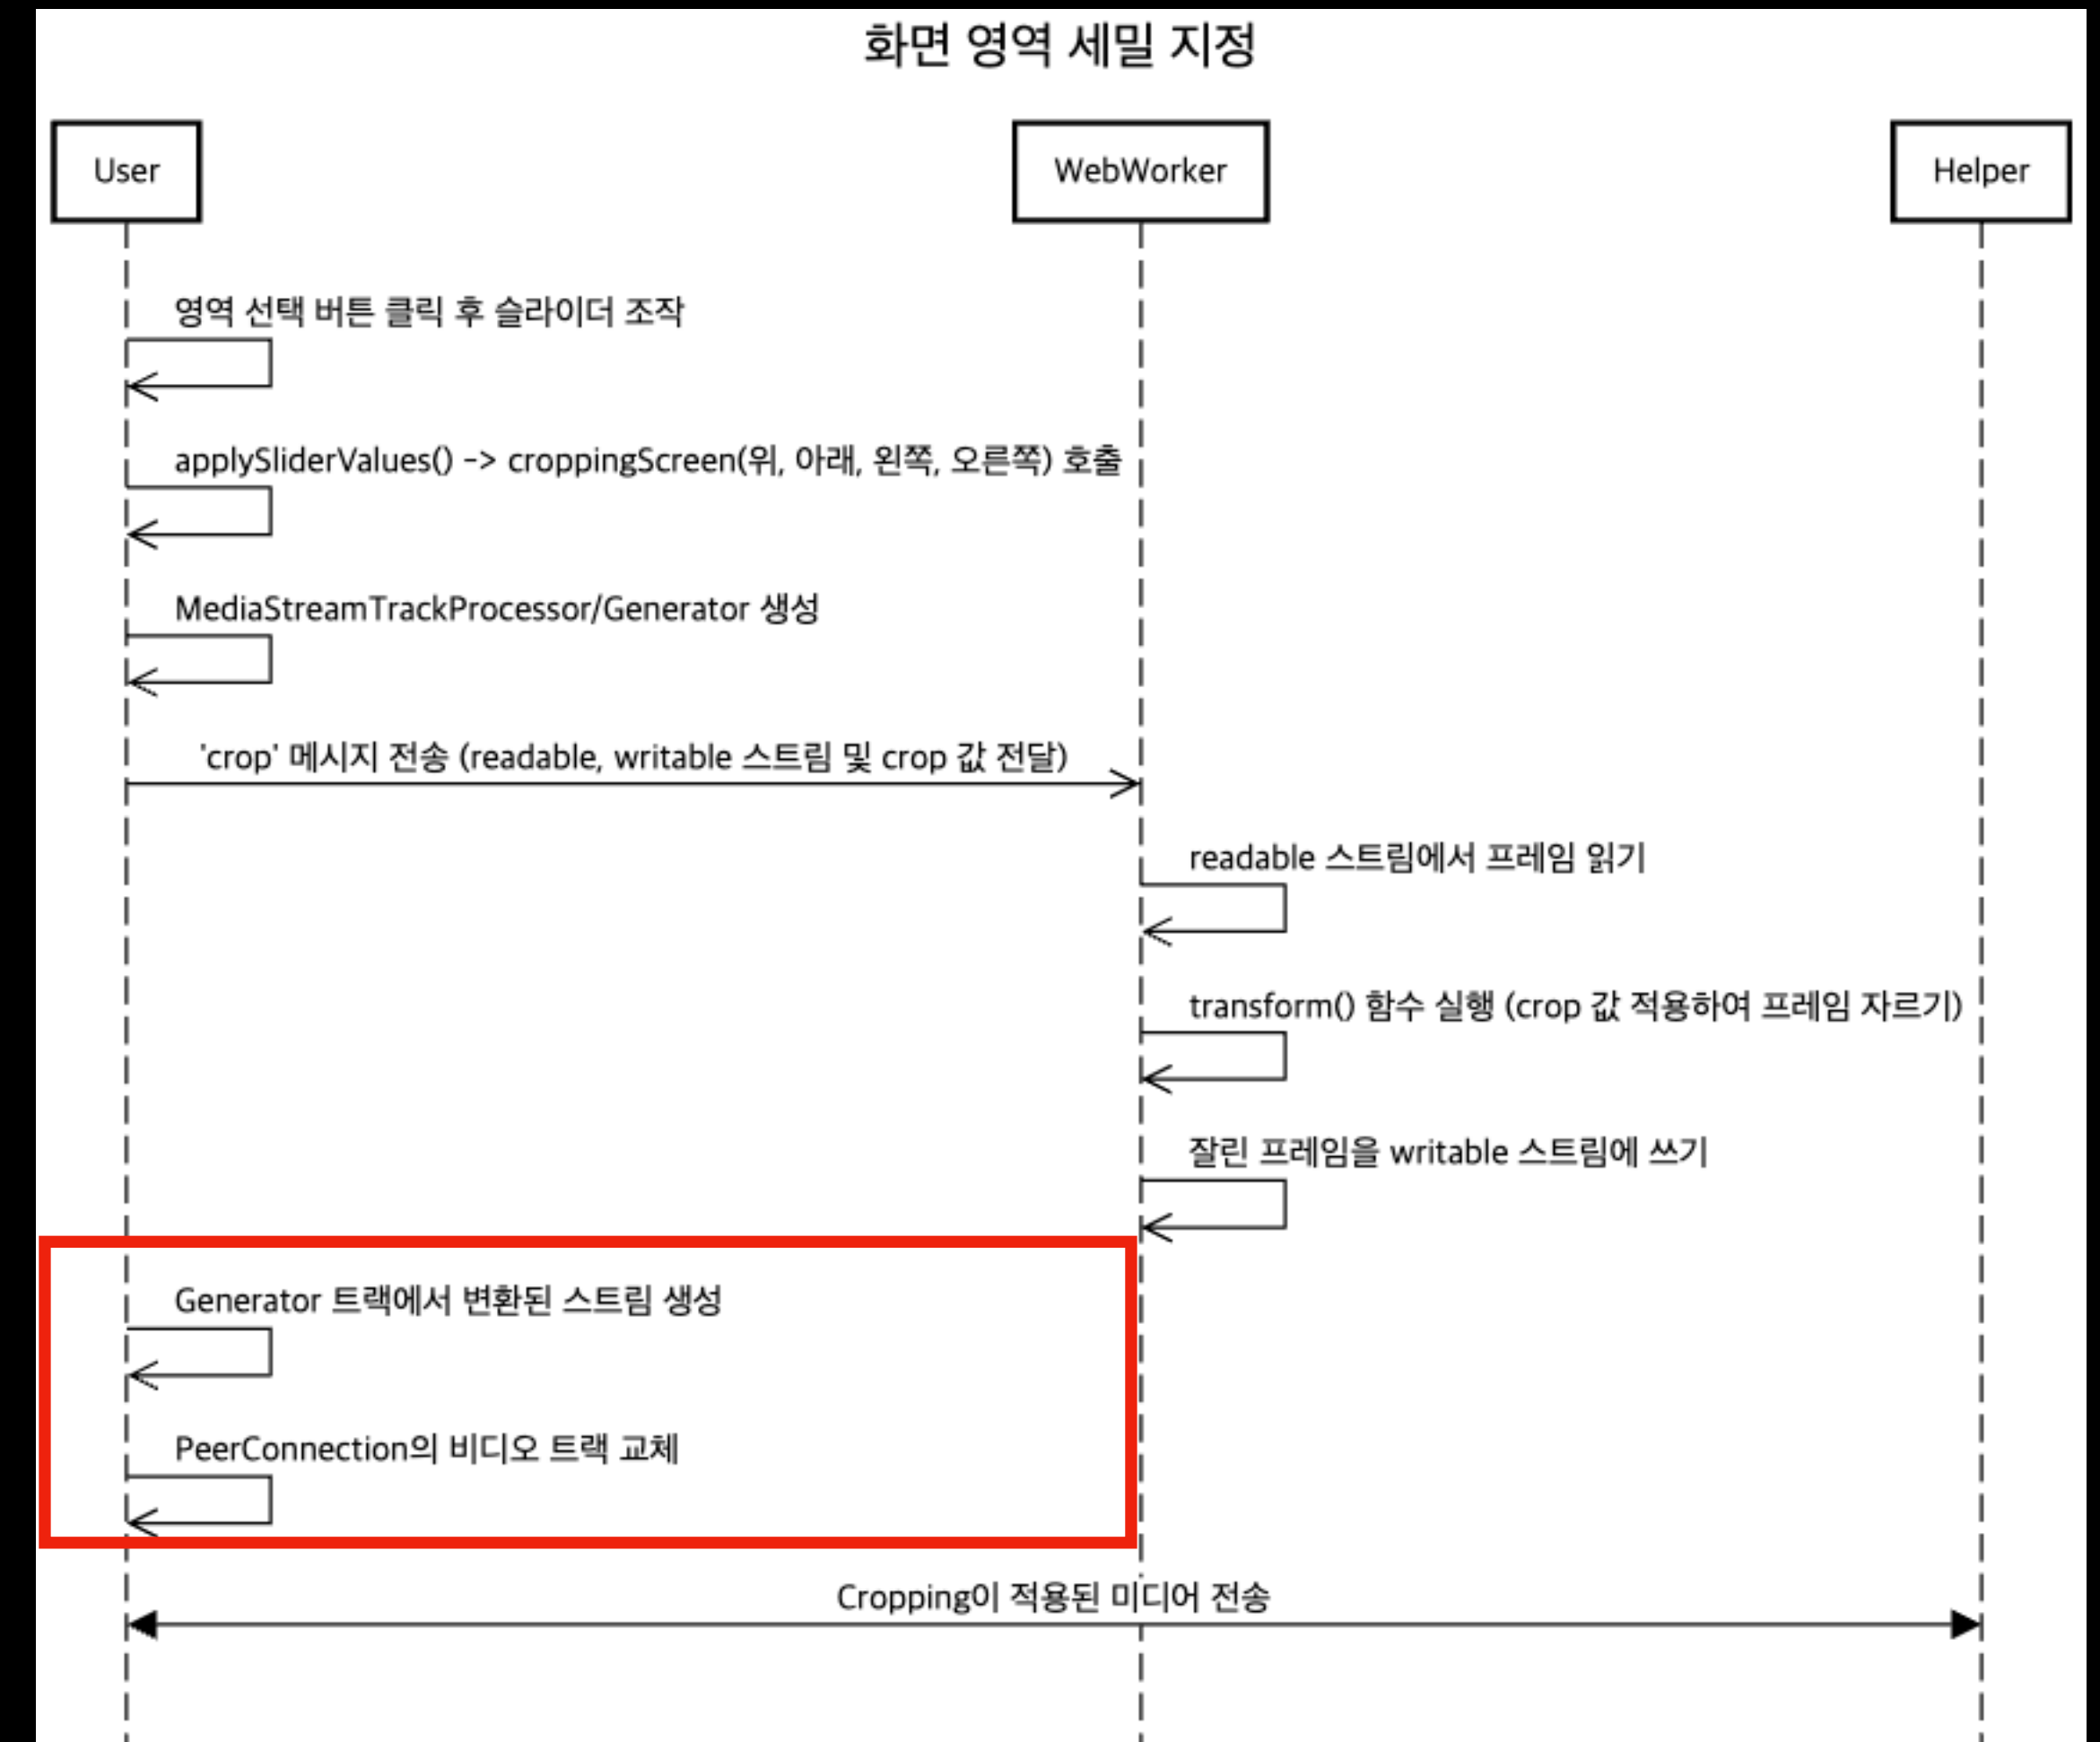 화면 영역 세밀 지정
User
WebWorker
Helper
영역 선택 버튼 클릭 후 슬라이더 조작
applySliderValues() -> croppingScreen(위, 아래, 왼쪽, 오른쪽) 호출
MediaStreamTrackProcessor/Generator 생성
'crop' 메시지 전송 (readable, writable 스트림 및 crop 값 전달)
readable 스트림에서 프레임 읽기
transform() 함수 실행 (crop 값 적용하여 프레임 자르기)
잘린 프레임을 writable 스트림에 쓰기
Generator 트랙에서 변환된 스트림 생성
PeerConnection의 비디오 트랙 교체
Cropping이 적용된 미디어 전송